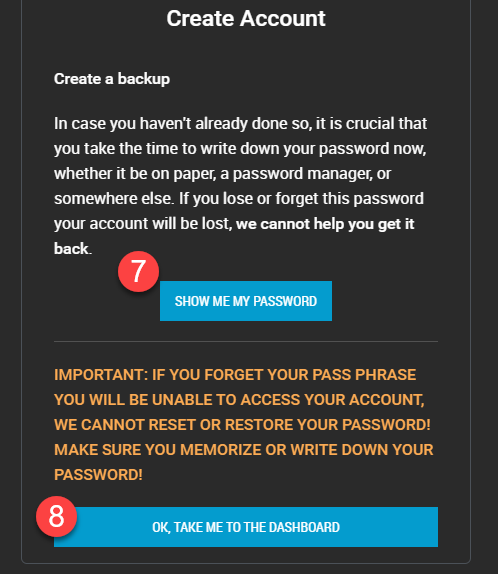 Create Account
Create a backup
In case you haven't already done so, it is crucial that
you take the time to write down your password now,
whether it be on paper, a password manager, or
somewhere else. If you lose or forget this password
your account will be lost, we cannot help you get it
back.
7
SHOW ME MY PASSWORD
IMPORTANT: IF YOU FORGET YOUR PASS PHRASE
YOU WILL BE UNABLE TO ACCESS YOUR ACCOUNT,
WE CANNOT RESET OR RESTORE YOUR PASSWORD!
MAKE SURE YOU MEMORIZE OR WRITE DOWN YOUR
PASSWORD!
8
OK, TAKE ME TO THE DASHBOARD